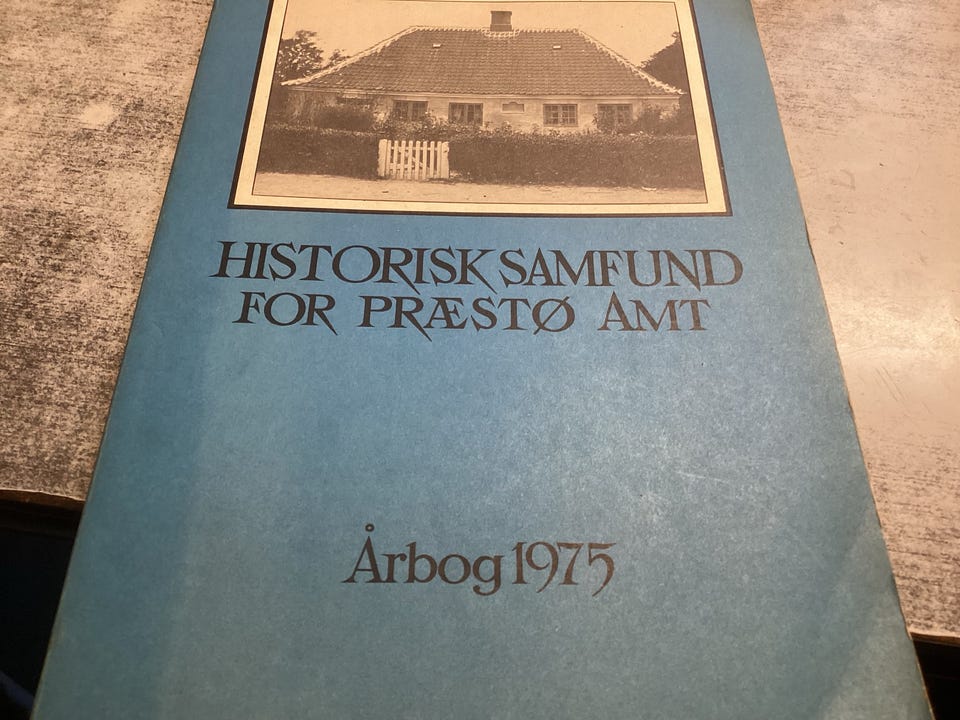 HISTORISK SAMFUND
FOR PRÆSTØ AMT
Årbog 1975